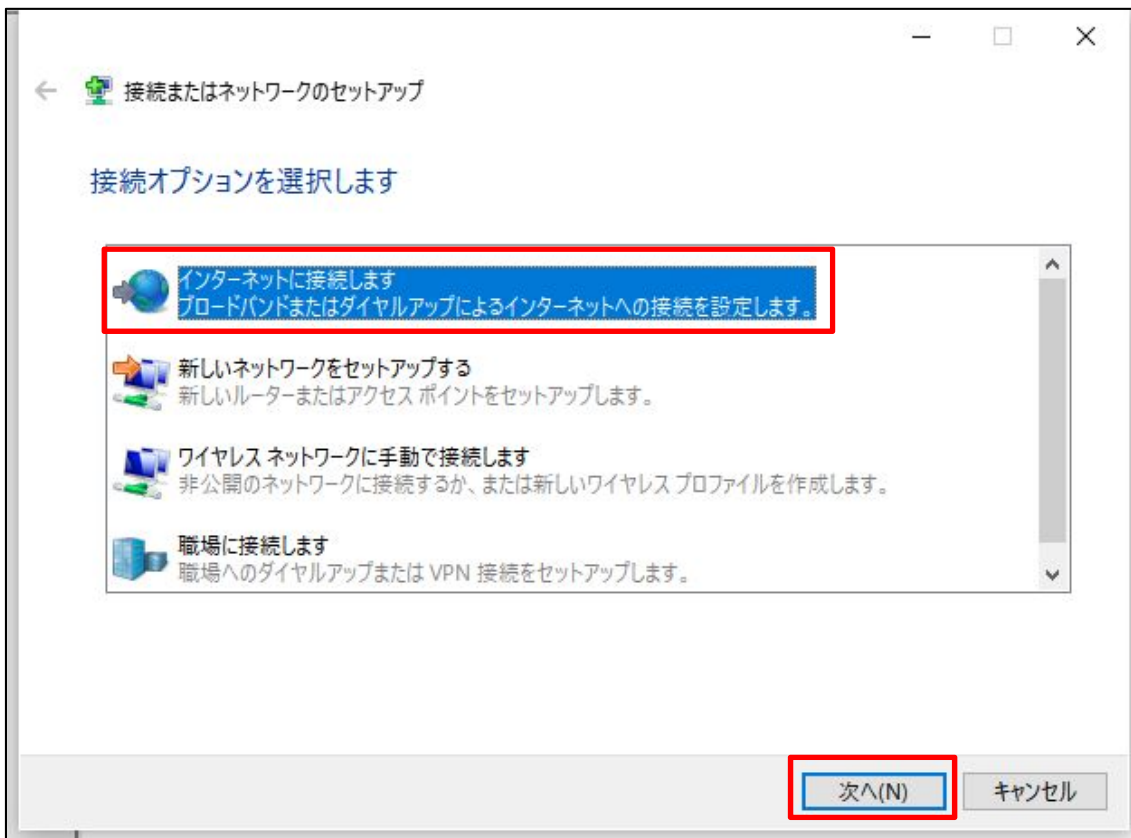 接続またはネットワークのセットアップ
接続オプションを選択します
インターネットに接続します
ブロードバンドまたはダイヤルアップによるインターネットへの接続を設定します。
新しいネットワークをセットアップする
新しいルーターまたはアクセス ポイントをセットアップします。
ワイヤレス ネットワークに手動で接続します
非公開のネットワークに接続するか、または新しいワイヤレス プロファイルを作成します。
職場に接続します
職場へのダイヤルアップまたは VPN 接続をセットアップします。
次へ(N) キャンセル